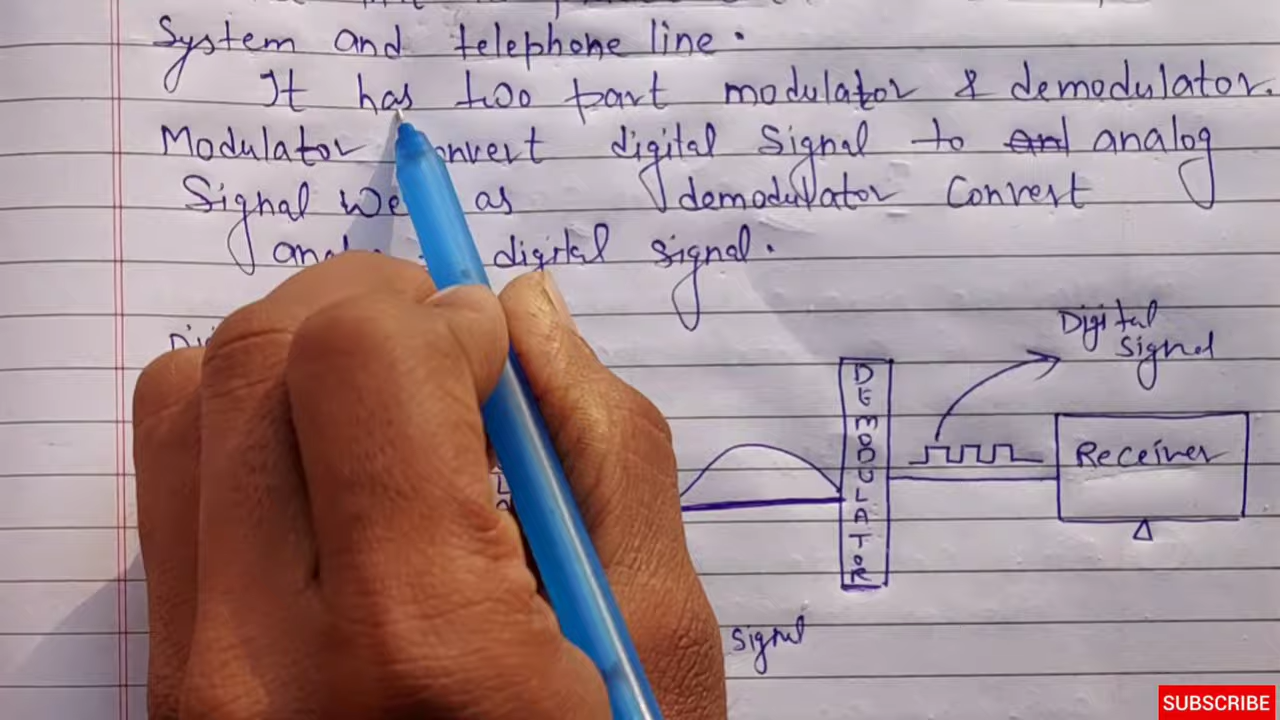 System and telephone line.
It has two part modulator & demodulator.
Modulator convert digital Signal to analog
Signal as demodulator Convert
digital signal.
Digital
Signal
DEMODULATOR
Receiver
Signal
SUBSCRIBE